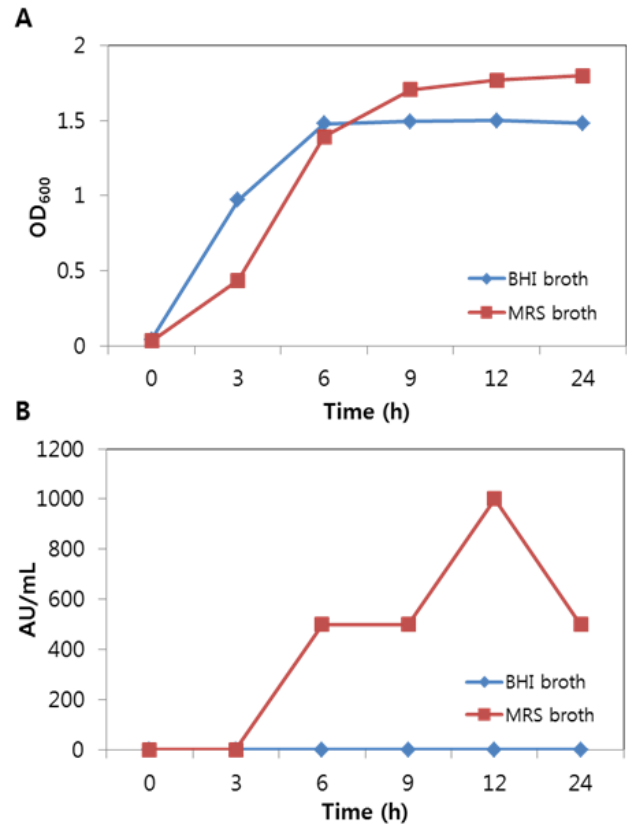 A
2
1.5
1
0.5
0
OD600
BHI broth
MRS broth
0 3 6 9 12 24
Time (h)
B
1200
1000
800
600
400
200
0
AU/mL
BHI broth
MRS broth
0 3 6 9 12 24
Time (h)